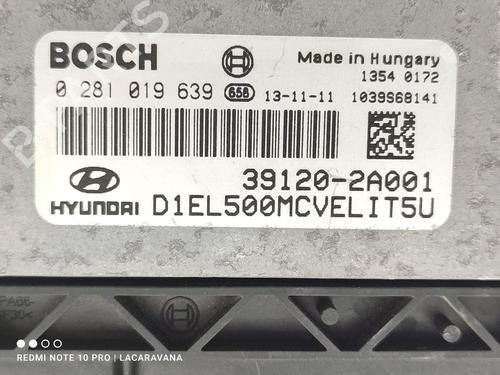 BOSCH
Made in Hungary
1354 0172
0 281 019 639 658 13-11-11 1039S68141
39120-2A001
HYUNDAI D1EL500MCVELIT5U
PA66-
REDMI NOTE 10 PRO | LACARAVANA